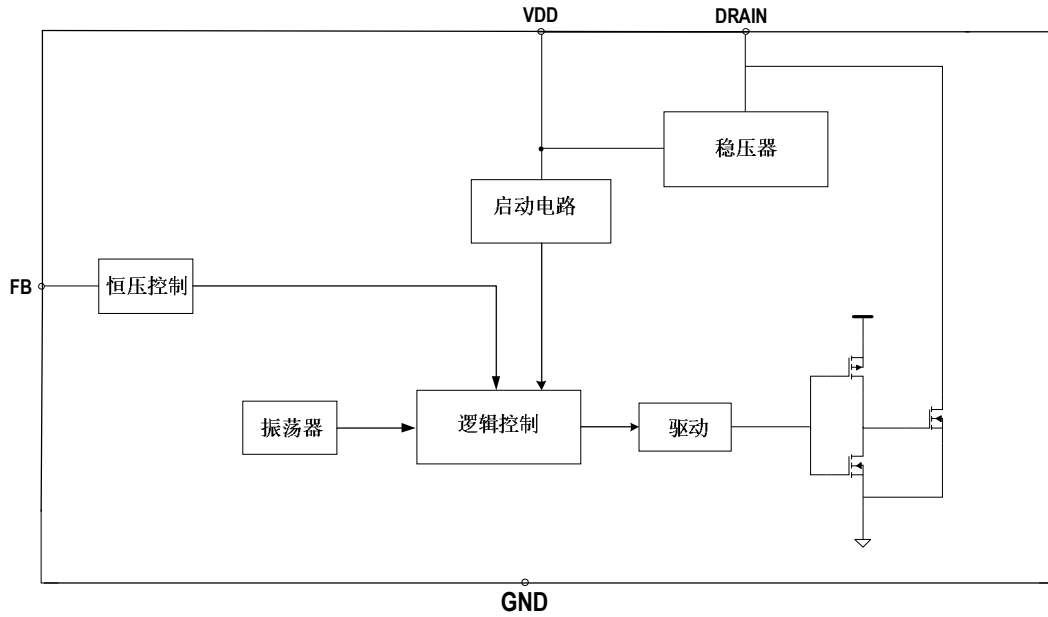 VDD
DRAIN
稳压器
启动电路
FB
恒压控制
振荡器
逻辑控制
驱动
GND